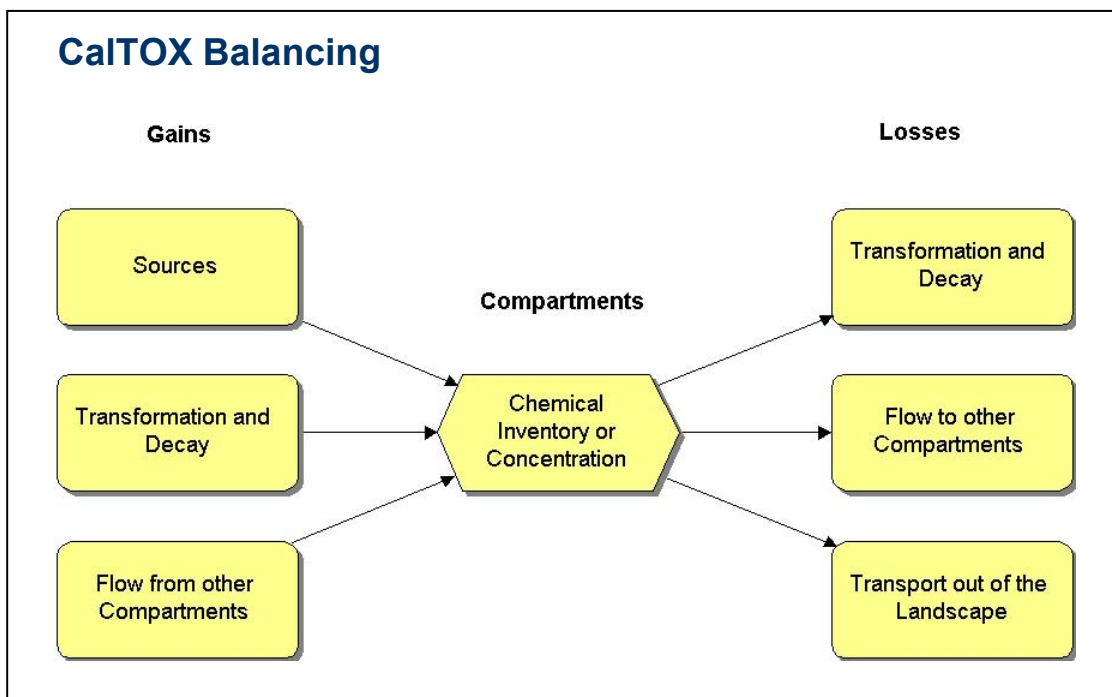 CalTOX Balancing
Gains
Losses
Compartments
Sources
Transformation and
Decay
Flow from other
Compartments
Chemical
Inventory or
Concentration
Transformation and
Decay
Flow to other
Compartments
Transport out of the
Landscape